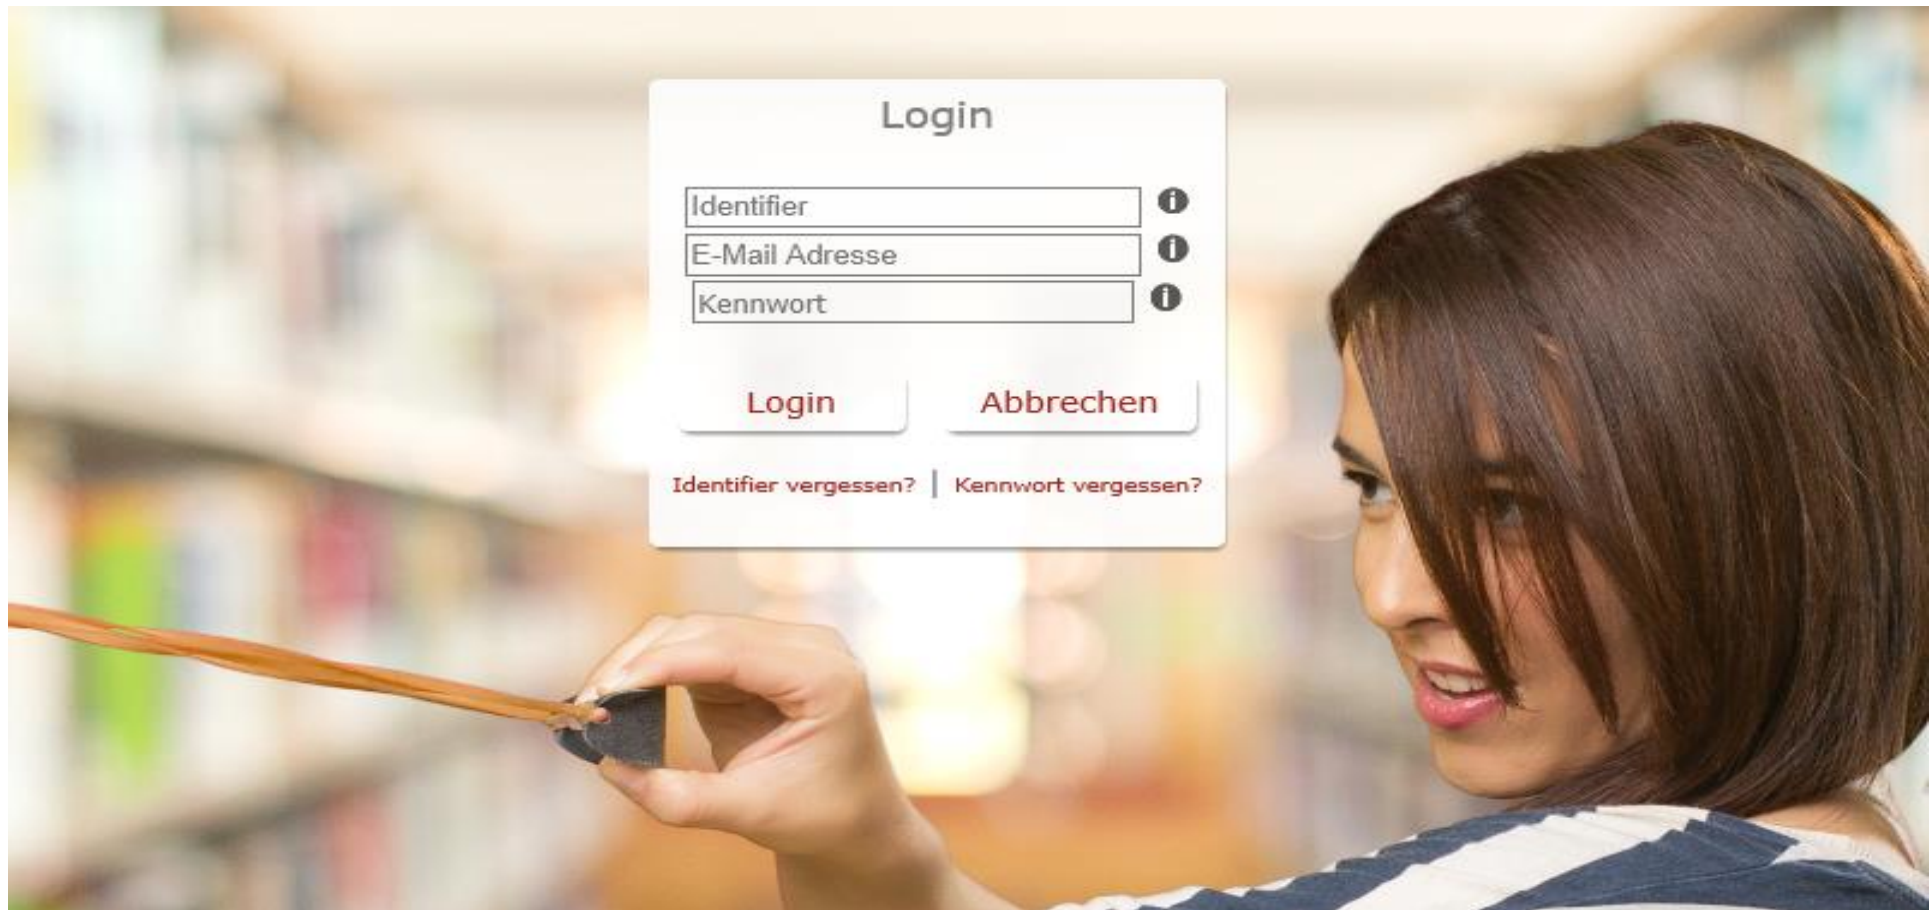 Login
Identifier
E-Mail Adresse
Kennwort
Login Abbrechen
Identifier vergessen? | Kennwort vergessen?